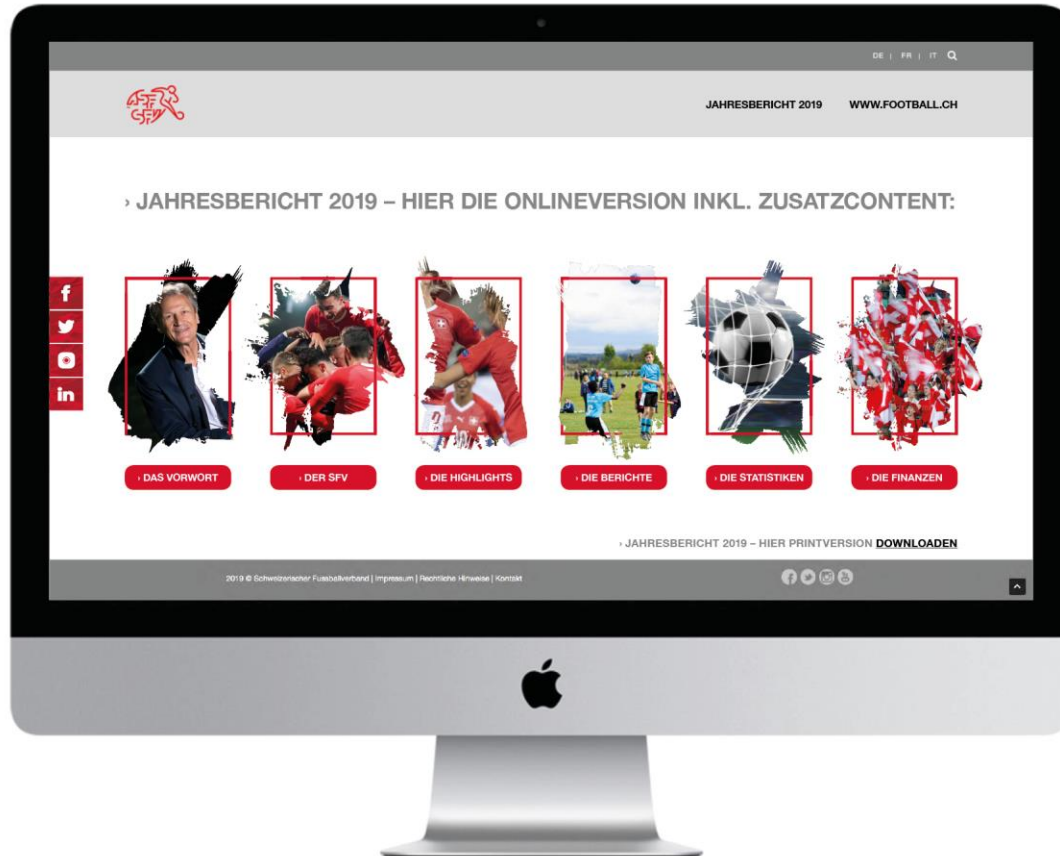 DE | FR | IT
ASF
SFV
JAHRESBERICHT 2019 WWW.FOOTBALL.CH
› JAHRESBERICHT 2019 – HIER DIE ONLINEVERSION INKL. ZUSATZCONTENT:
› DAS VORWORT
› DER SFV
› DIE HIGHLIGHTS
› DIE BERICHTE
› DIE STATISTIKEN
› DIE FINANZEN
› JAHRESBERICHT 2019 – HIER PRINTVERSION DOWNLOADEN
2019 © Schweizerischer Fussballverband | Impressum | Rechtliche Hinweise | Kontakt